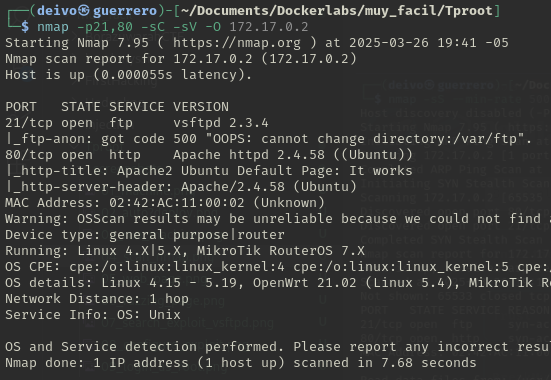 ┌──(deivo㉿guerrero)-[~/Documents/Dockerlabs/muy_facil/Tproot]
└─$ nmap -p21,80 -sC -sV -O 172.17.0.2
Starting Nmap 7.95 ( https://nmap.org ) at 2025-03-26 19:41 -05
Nmap scan report for 172.17.0.2 (172.17.0.2)
Host is up (0.000055s latency).
PORT   STATE SERVICE VERSION
21/tcp open  ftp     vsftpd 2.3.4
|_ftp-anon: got code 500 "OOPS: cannot change directory:/var/ftp".
80/tcp open  http    Apache httpd 2.4.58 ((Ubuntu))
|_http-title: Apache2 Ubuntu Default Page: It works
|_http-server-header: Apache/2.4.58 (Ubuntu)
MAC Address: 02:42:AC:11:00:02 (Unknown)
Warning: OSScan results may be unreliable because we could not find a
Device type: general purpose|router
Running: Linux 4.X|5.X, MikroTik RouterOS 7.X
OS CPE: cpe:/o:linux:linux_kernel:4 cpe:/o:linux:linux_kernel:5 cpe:/
OS details: Linux 4.15 - 5.19, OpenWrt 21.02 (Linux 5.4), MikroTik Ro
Network Distance: 1 hop
Service Info: OS: Unix
OS and Service detection performed. Please report any incorrect resul
Nmap done: 1 IP address (1 host up) scanned in 7.68 seconds